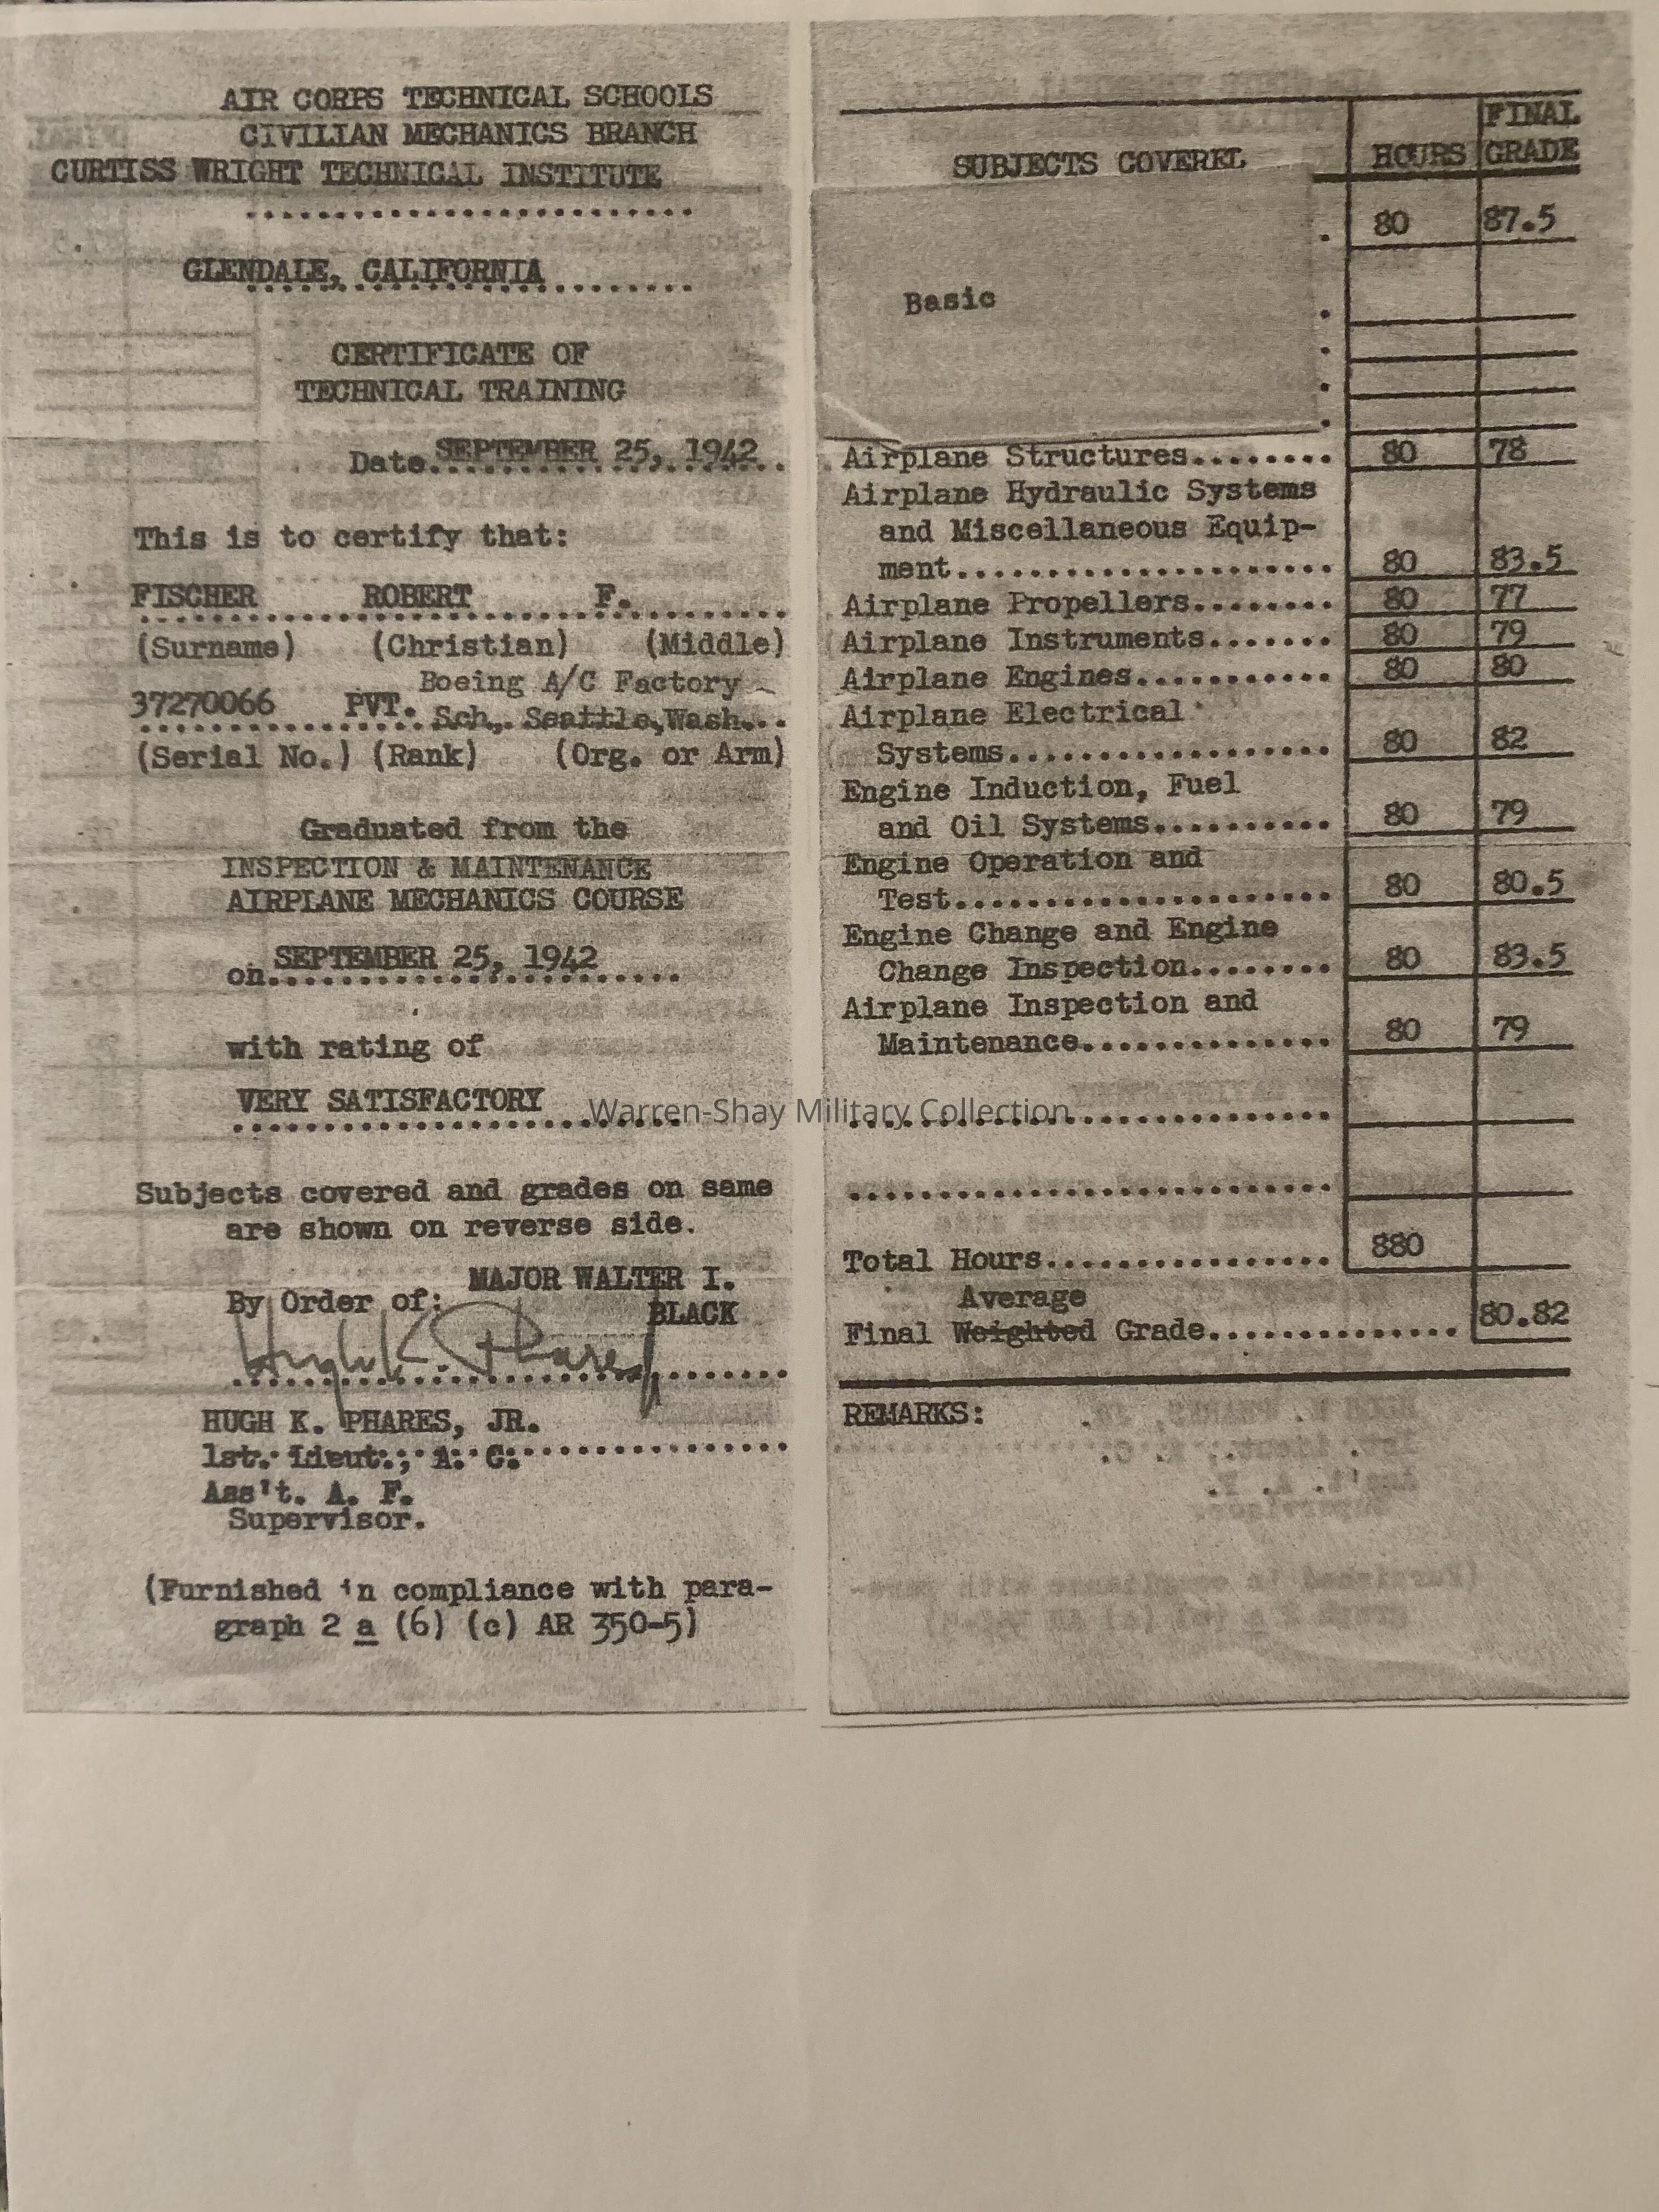 AIR CORPS TECHNICAL SCHOOLS
CIVILIAN MECHANICS BRANCH
CURTISS WRIGHT TECHNICAL INSTITUTE
.........................
GLENDALE, CALIFORNIA
CERTIFICATE OF
TECHNICAL TRAINING
Date SEPTEMBER 25, 1942
This is to certify that:
FISCHER ROBERT F.
(Surname) (Christian) (Middle)
Boeing A/C Factory
37270066 PVT. Sch, Seattle, Wash.
(Serial No.) (Rank) (Org. or Arm)
Graduated from the
INSPECTION & MAINTENANCE
AIRPLANE MECHANICS COURSE
on SEPTEMBER 25, 1942
with rating of
VERY SATISFACTORY
Subjects covered and grades on same
are shown on reverse side.
By Order of: MAJOR WALTER I.
BLACK
Hugh K. Phares Jr
HUGH K. PHARES, JR.
1st. Lieut., A. C.
Ass't. A. F.
Supervisor.
(Furnished in compliance with para-
graph 2 a (6) (c) AR 350-5)
SUBJECTS COVEREL HOURS FINAL GRADE
. 80 87.5
Basic
Airplane Structures........ 80 78
Airplane Hydraulic Systems
and Miscellaneous Equip-
ment..................... 80 83.5
Airplane Propellers........ 80 77
Airplane Instruments....... 80 79
Airplane Engines........... 80 80
Airplane Electrical
Systems.................. 80 82
Engine Induction, Fuel
and Oil Systems.......... 80 79
Engine Operation and
Test..................... 80 80.5
Engine Change and Engine
Change Inspection........ 80 83.5
Airplane Inspection and
Maintenance.............. 80 79
Total Hours................ 880
Average
Final Weighted Grade.............. 80.82
REMARKS:
Warren-Shay Military Collection